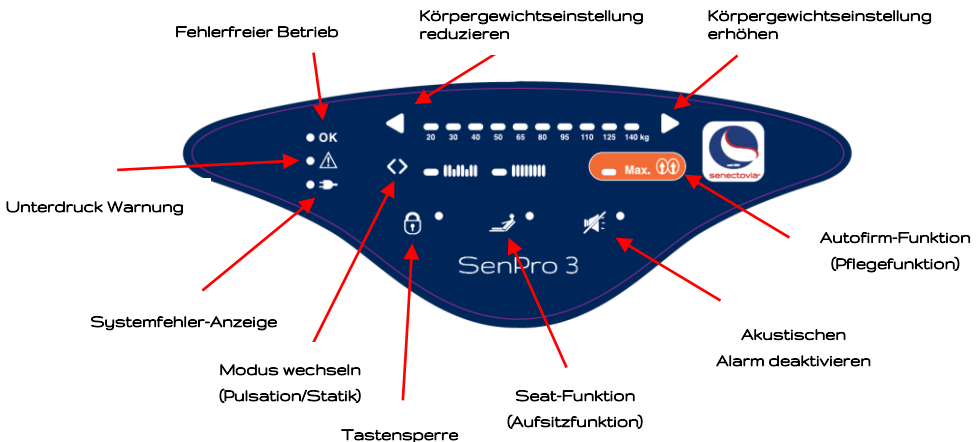 Körpergewichtseinstellung
reduzieren
Körpergewichtseinstellung
erhöhen
Fehlerfreier Betrieb
OK
20 30 40 50 65 80 95 110 125 140 kg
senectovia
Max.
Unterdruck Warnung
SenPro 3
Autofirm-Funktion
(Pflegefunktion)
Systemfehler-Anzeige
Akustischen
Alarm deaktivieren
Modus wechseln
(Pulsation/Statik)
Seat-Funktion
(Aufsitzfunktion)
Tastensperre